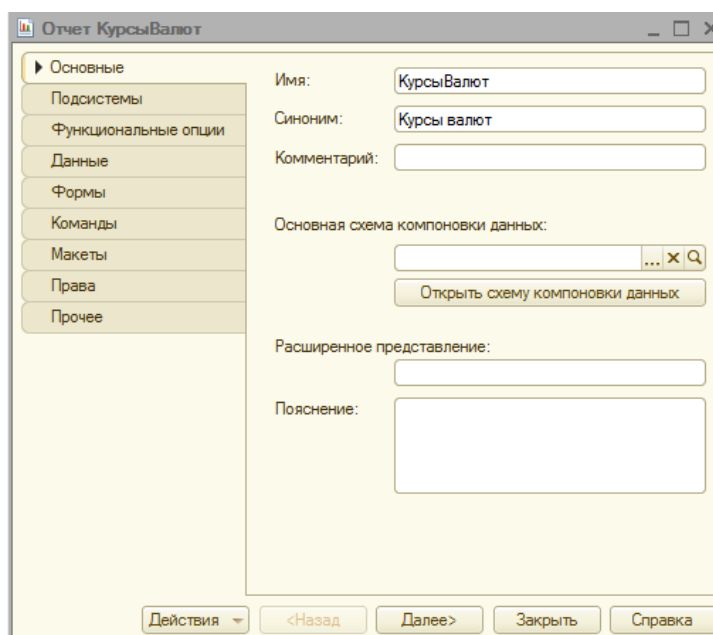 Отчет КурсыВалют
Основные
Подсистемы
Функциональные опции
Данные
Формы
Команды
Макеты
Права
Прочее
Имя: КурсыВалют
Синоним: Курсы валют
Комментарий:
Основная схема компоновки данных:
...
Открыть схему компоновки данных
Расширенное представление:
Пояснение:
Действия <Назад Далее> Закрыть Справка